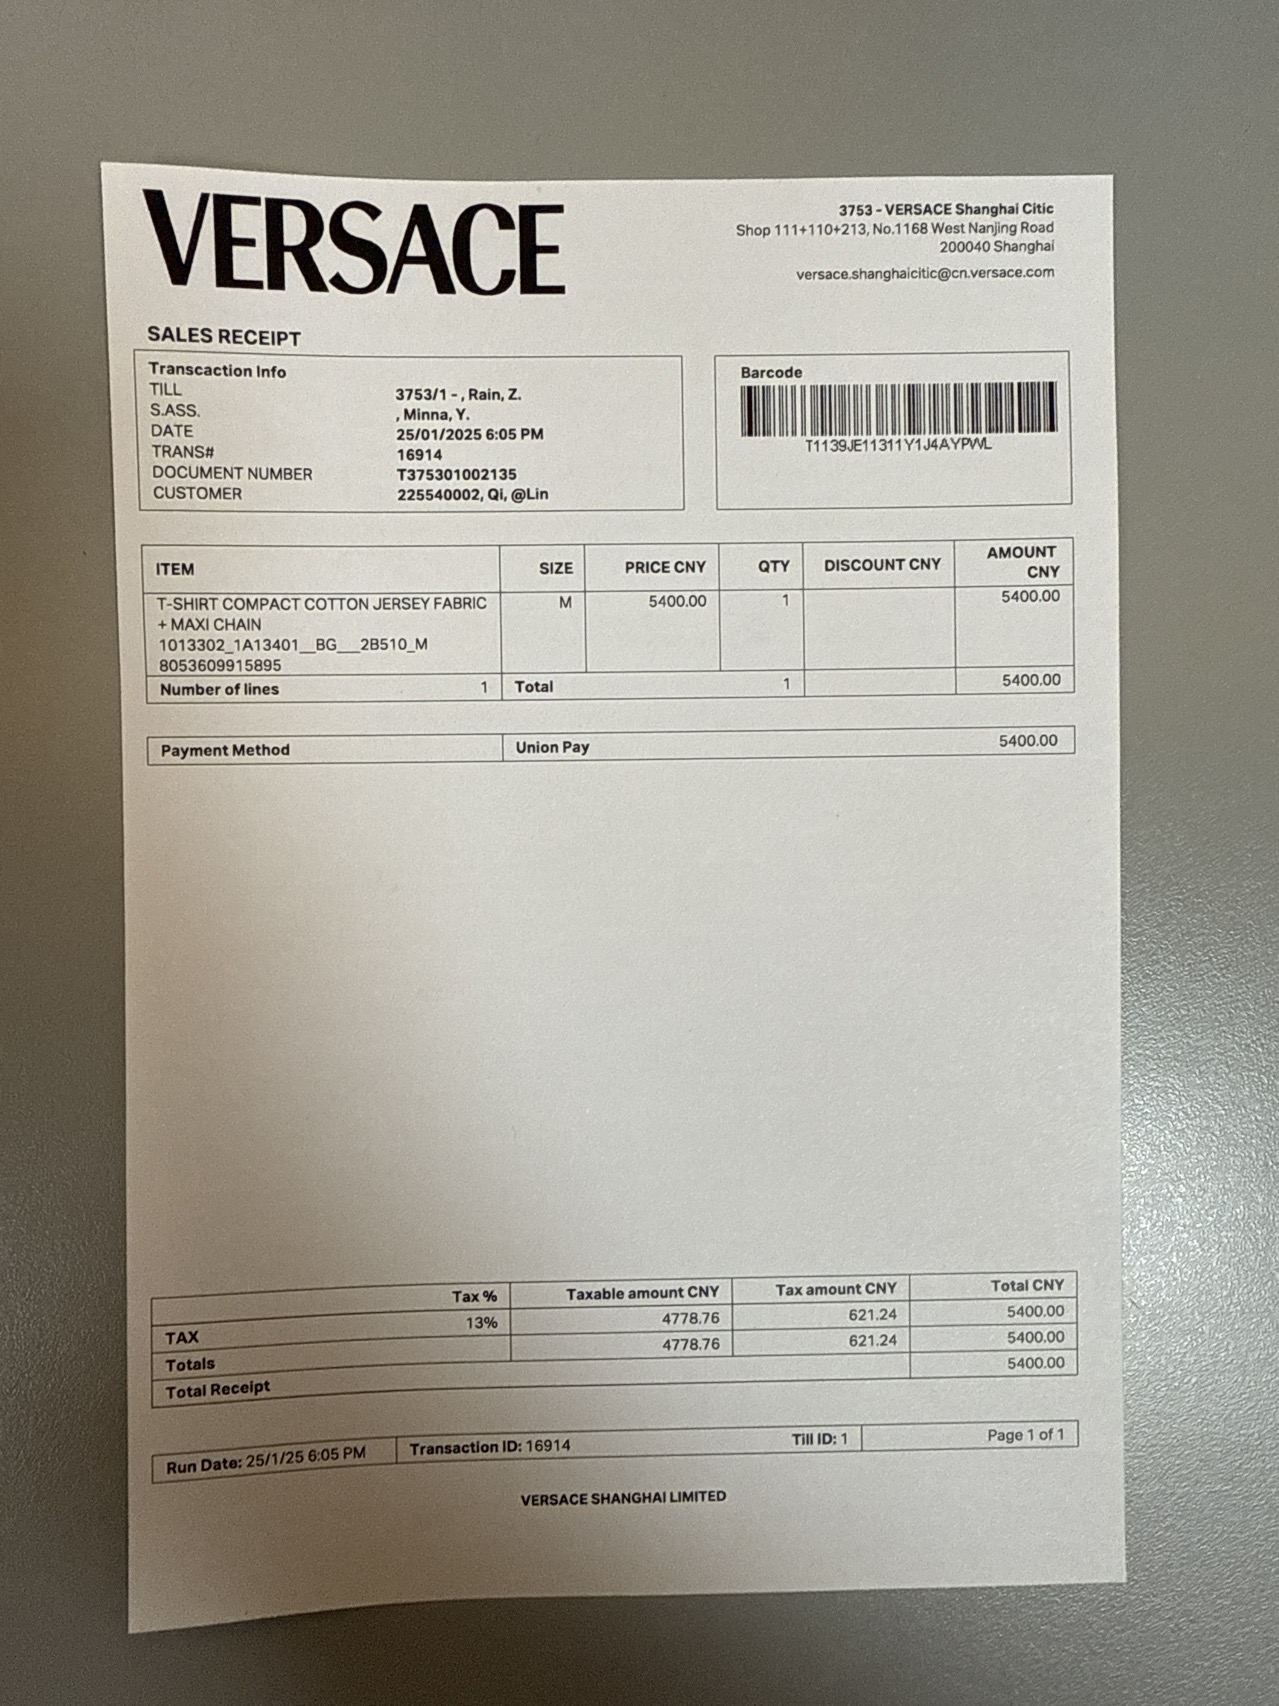 VERSACE
3753 - VERSACE Shanghai Citic
Shop 111+110+213, No.1168 West Nanjing Road
200040 Shanghai
versace.shanghaicitic@cn.versace.com
SALES RECEIPT
Transcaction Info
TILL 3753/1 - , Rain, Z.
S.ASS. , Minna, Y.
DATE 25/01/2025 6:05 PM
TRANS# 16914
DOCUMENT NUMBER T375301002135
CUSTOMER 225540002, Qi, @Lin
Barcode
T1139JE11311Y1J4AYPWL
ITEM SIZE PRICE CNY QTY DISCOUNT CNY AMOUNT CNY
T-SHIRT COMPACT COTTON JERSEY FABRIC M 5400.00 1 5400.00
+ MAXI CHAIN
1013302_1A13401__BG___2B510_M
8053609915895
Number of lines 1 Total 1 5400.00
Payment Method Union Pay 5400.00
Tax % Taxable amount CNY Tax amount CNY Total CNY
TAX 13% 4778.76 621.24 5400.00
Totals 4778.76 621.24 5400.00
Total Receipt 5400.00
Run Date: 25/1/25 6:05 PM Transaction ID: 16914 Till ID: 1 Page 1 of 1
VERSACE SHANGHAI LIMITED